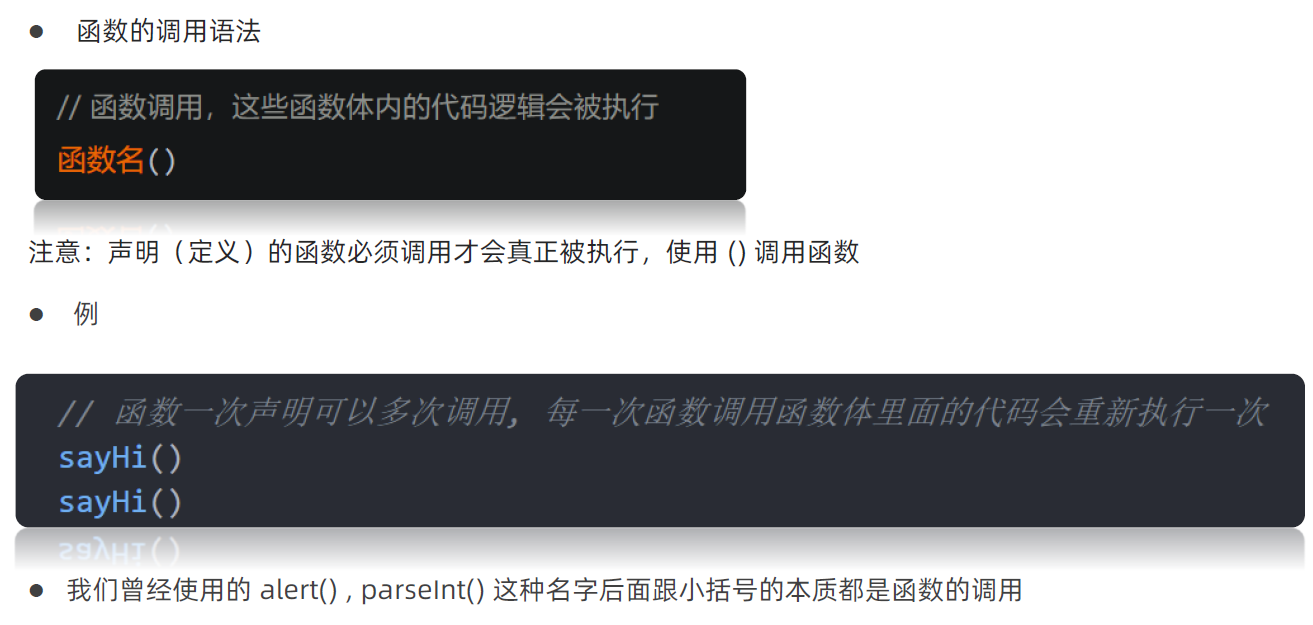 ● 函数的调用语法
// 函数调用，这些函数体内的代码逻辑会被执行
函数名()
注意：声明（定义）的函数必须调用才会真正被执行，使用 () 调用函数
● 例
// 函数一次声明可以多次调用，每一次函数调用函数体里面的代码会重新执行一次
sayHi()
sayHi()
● 我们曾经使用的 alert() , parseInt() 这种名字后面跟小括号的本质都是函数的调用